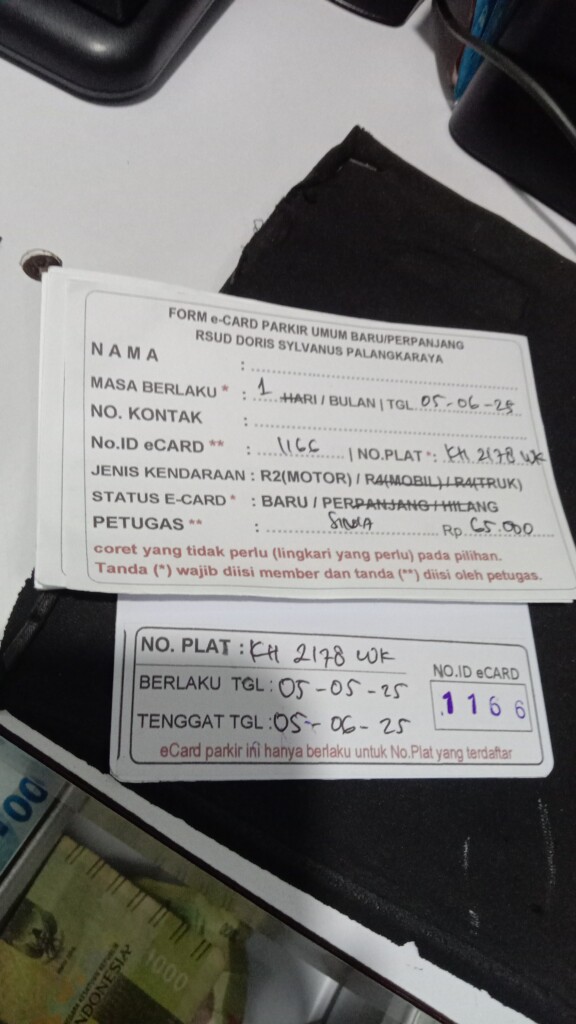 FORM e-CARD PARKIR UMUM BARU/PERPANJANG
RSUD DORIS SYLVANUS PALANGKARAYA
NAMA :
MASA BERLAKU * : 1 HARI / BULAN | TGL. 05-06-25
NO. KONTAK :
No.ID eCARD ** : 1166 | NO.PLAT *: KH 2178 WK
JENIS KENDARAAN : R2(MOTOR) / R4(MOBIL) / R4(TRUK)
STATUS E-CARD * : BARU / PERPANJANG / HILANG
PETUGAS ** : Rp. 65.000
coret yang tidak perlu (lingkari yang perlu) pada pilihan.
Tanda (*) wajib diisi member dan tanda (**) diisi oleh petugas.
NO. PLAT : KH 2178 WK
BERLAKU TGL : 05-05-25
TENGGAT TGL : 05-06-25
NO.ID eCARD
1166
eCard parkir ini hanya berlaku untuk No.Plat yang terdaftar
00
1000
INDONESIA